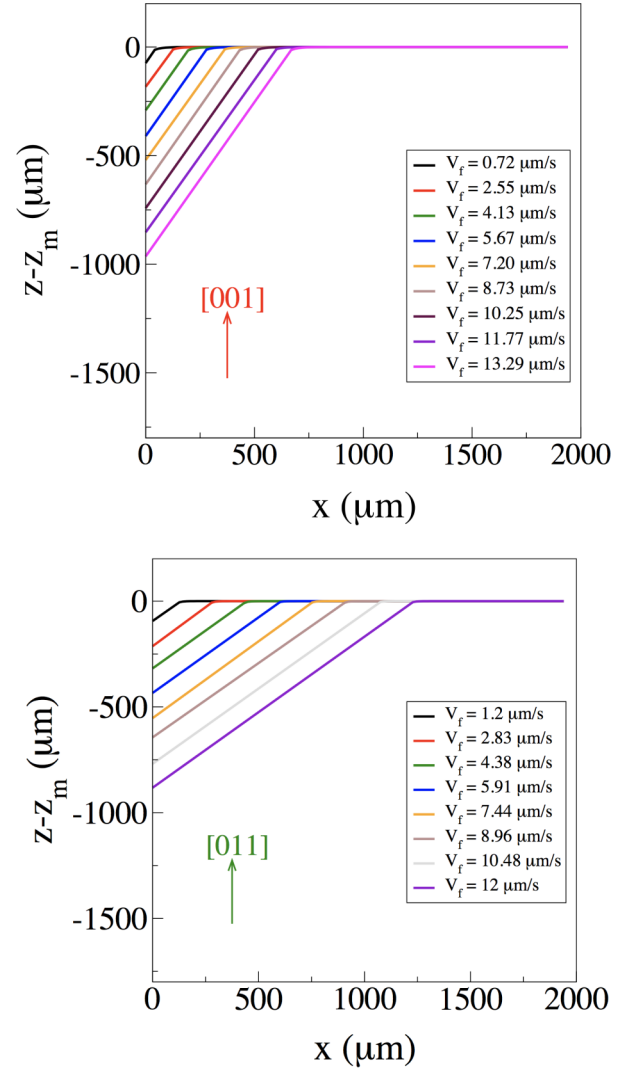 0
-500
-1000
-1500
z-z_m (μm)
[001]
V_f = 0.72 μm/s
V_f = 2.55 μm/s
V_f = 4.13 μm/s
V_f = 5.67 μm/s
V_f = 7.20 μm/s
V_f = 8.73 μm/s
V_f = 10.25 μm/s
V_f = 11.77 μm/s
V_f = 13.29 μm/s
0 500 1000 1500 2000
x (μm)
0
-500
-1000
-1500
z-z_m (μm)
[011]
V_f = 1.2 μm/s
V_f = 2.83 μm/s
V_f = 4.38 μm/s
V_f = 5.91 μm/s
V_f = 7.44 μm/s
V_f = 8.96 μm/s
V_f = 10.48 μm/s
V_f = 12 μm/s
0 500 1000 1500 2000
x (μm)